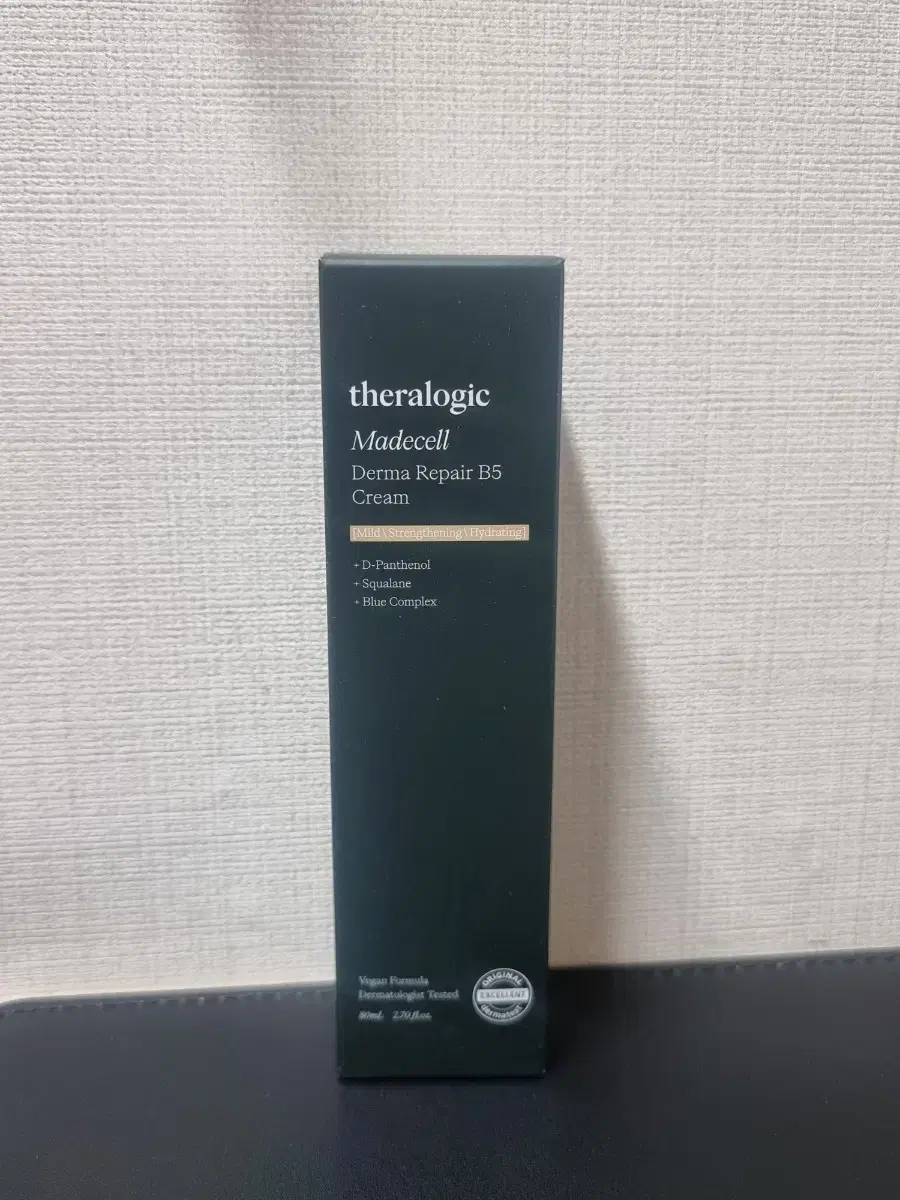 theralogic
Madecell
Derma Repair B5
Cream
[Mild \ Strengthening \ Hydrating]
+ D-Panthenol
+ Squalane
+ Blue Complex
Vegan Formula
Dermatologist Tested
80mL 2.70 fl.oz.
ORIGINAL
EXCELLENT
dermatest